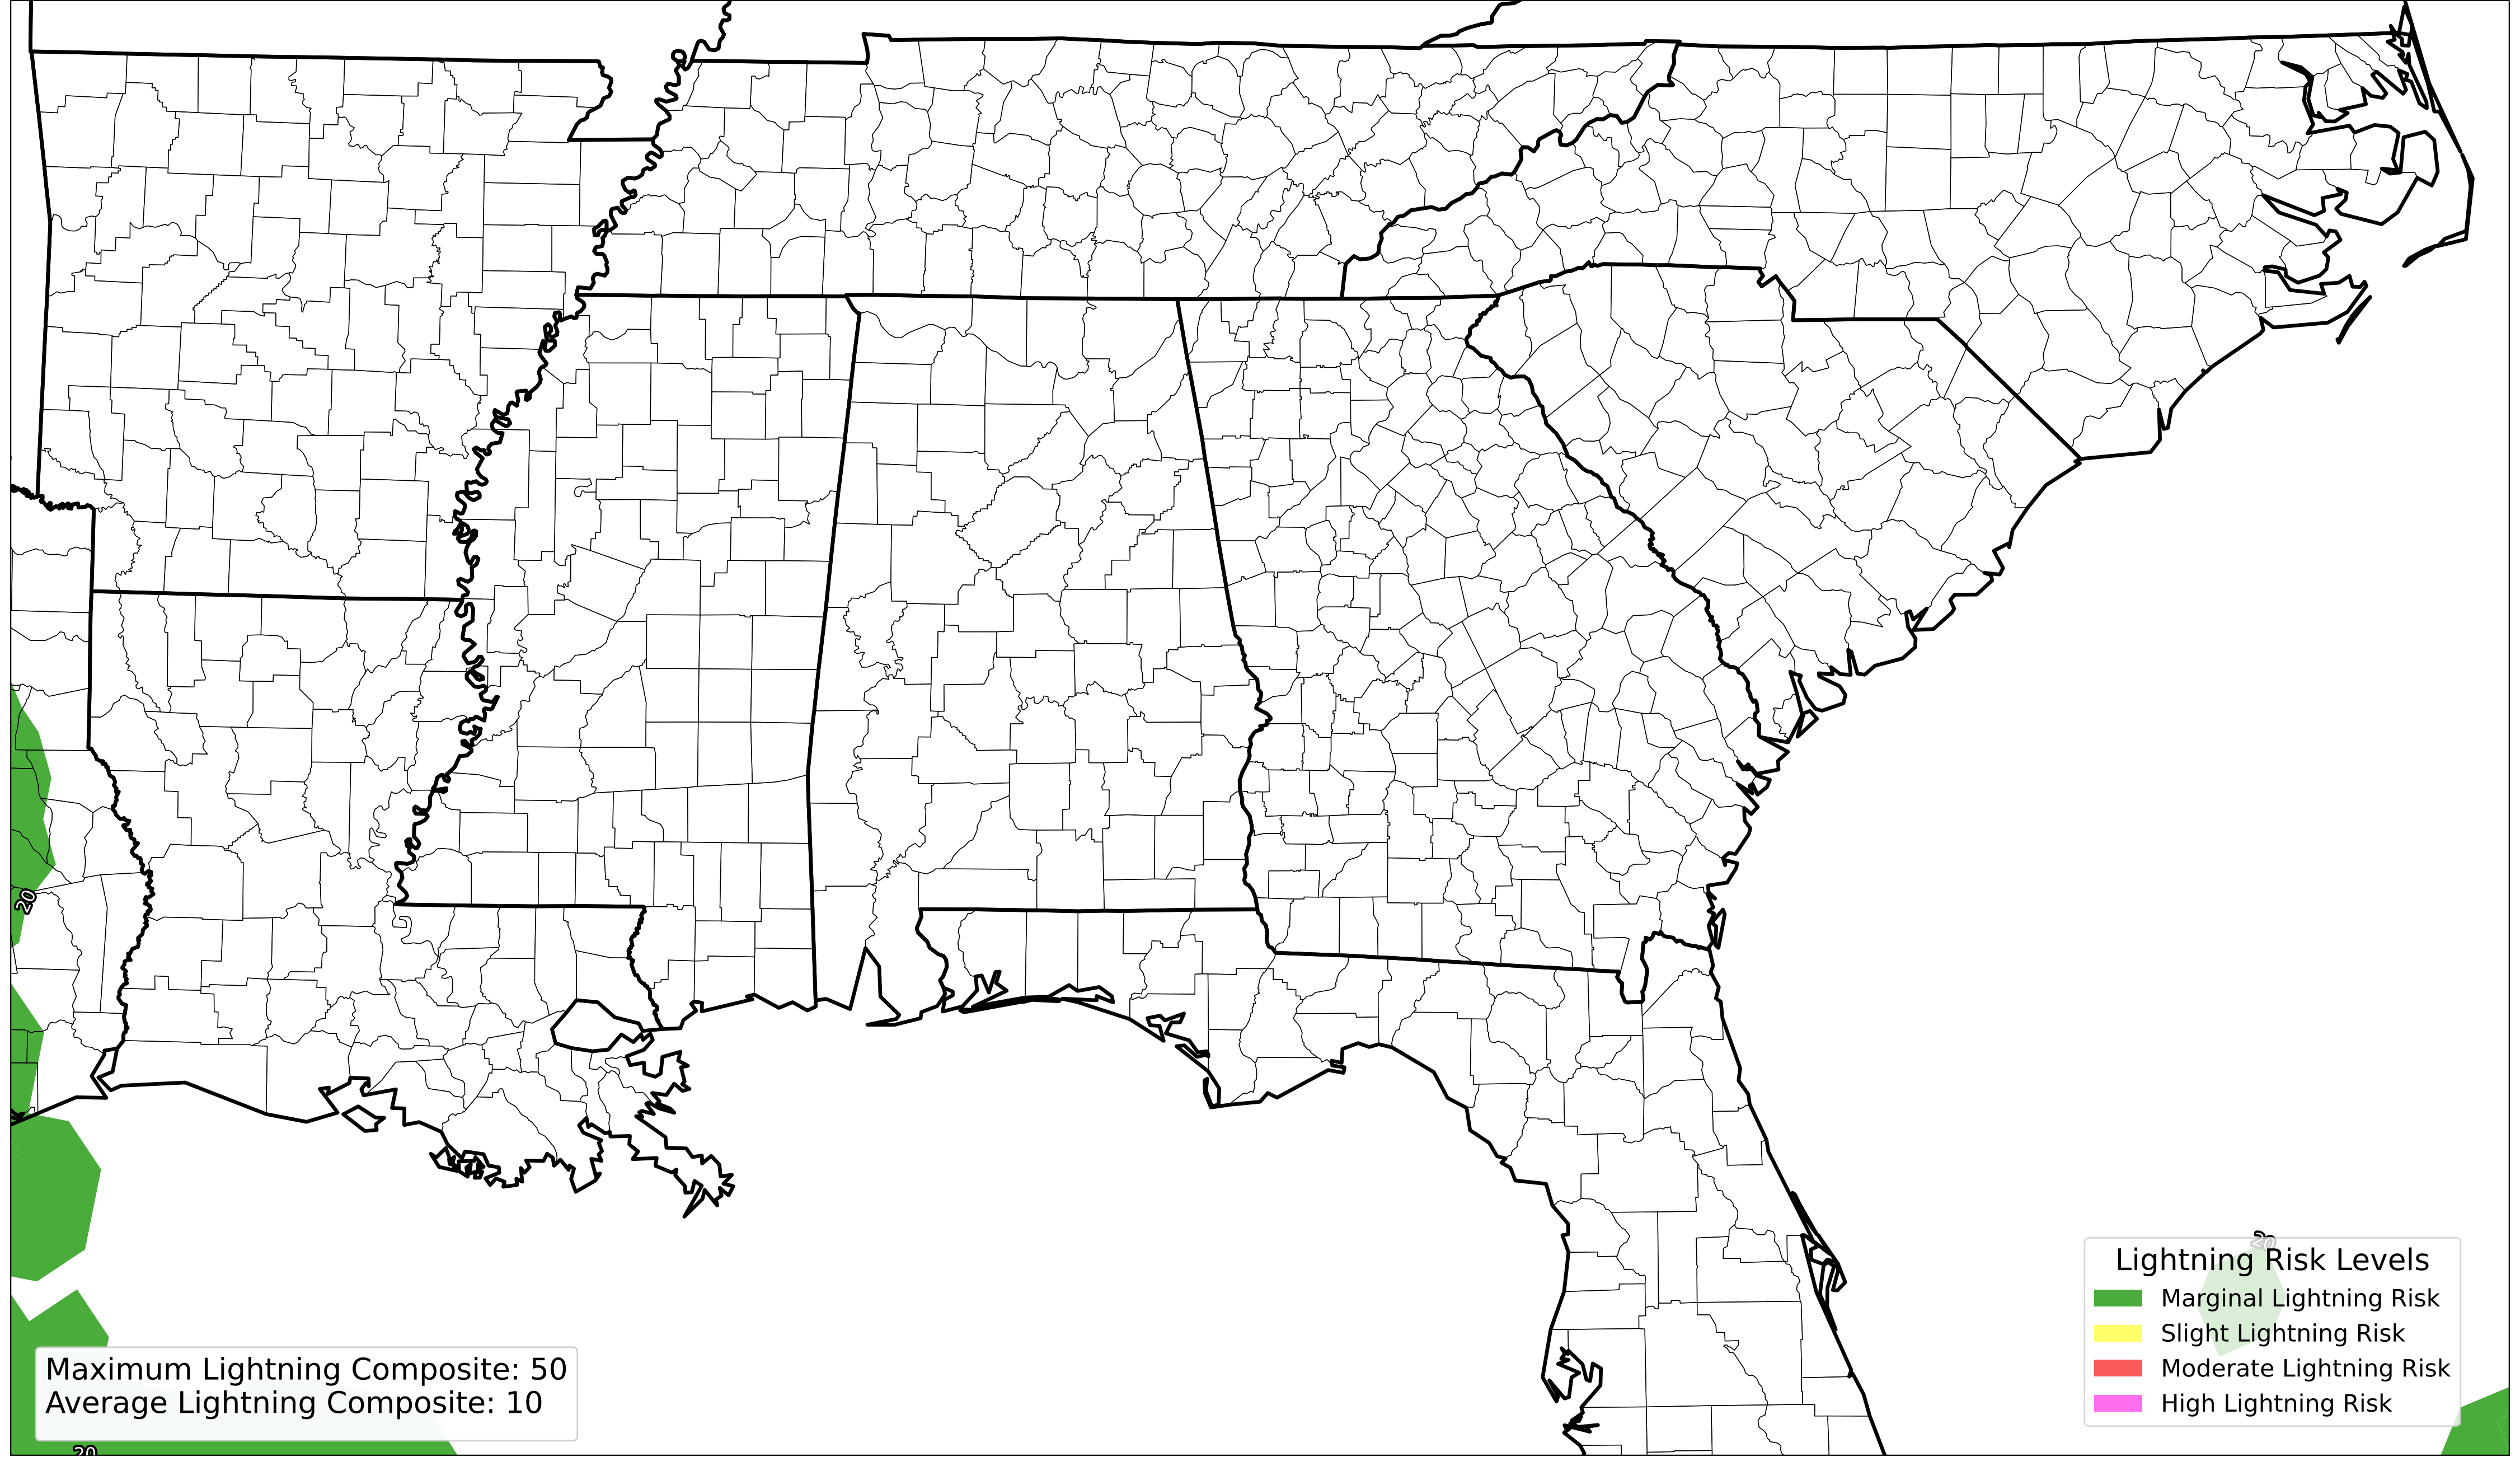 20
20
Lightning Risk Levels
Marginal Lightning Risk
Slight Lightning Risk
Moderate Lightning Risk
High Lightning Risk
Maximum Lightning Composite: 50
Average Lightning Composite: 10
20